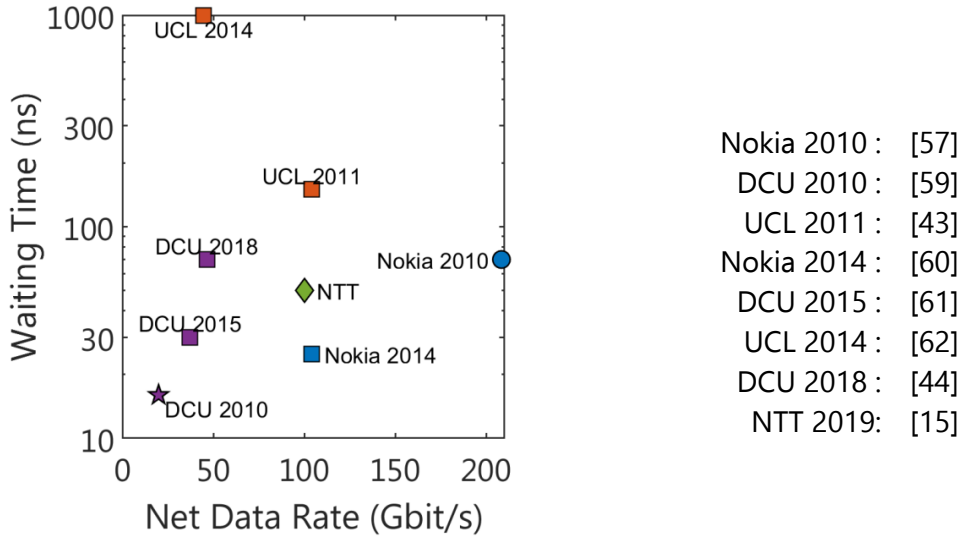 1000
UCL 2014
300
UCL 2011
100
DCU 2018
Nokia 2010
NTT
DCU 2015
30
Nokia 2014
DCU 2010
10
0 50 100 150 200
Net Data Rate (Gbit/s)
Waiting Time (ns)
Nokia 2010 : [57]
DCU 2010 : [59]
UCL 2011 : [43]
Nokia 2014 : [60]
DCU 2015 : [61]
UCL 2014 : [62]
DCU 2018 : [44]
NTT 2019: [15]